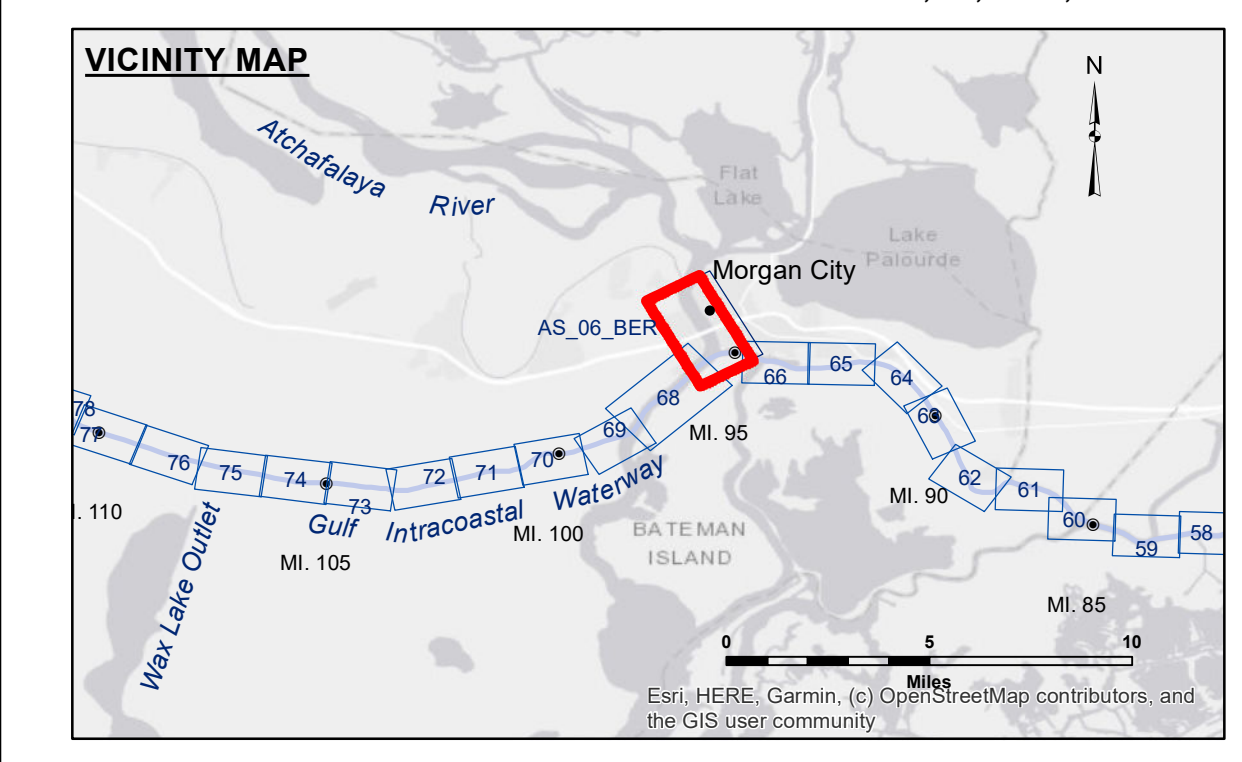 VICINITY MAP
N
Atchafalaya
River
Flat
Lake
Lake
Palourde
Morgan City
AS_06_BER
66
65
64
63
68
MI. 95
69
78
77
76
75
74
73
72
71
70
62
61
60
59
58
MI. 90
Gulf Intracoastal Waterway
MI. 100
. 110
MI. 105
Wax Lake Outlet
BATEMAN
ISLAND
MI. 85
0 5 10
Miles
Esri, HERE, Garmin, (c) OpenStreetMap contributors, and
the GIS user community